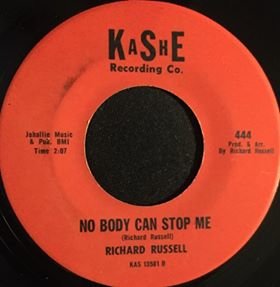 KASHE
Recording Co.
Johallie Music
& Pub. BMI
Time 2:07
444
Prod. & Arr.
By Richard Russell
NO BODY CAN STOP ME
(Richard Russell)
RICHARD RUSSELL
KAS 13581 B